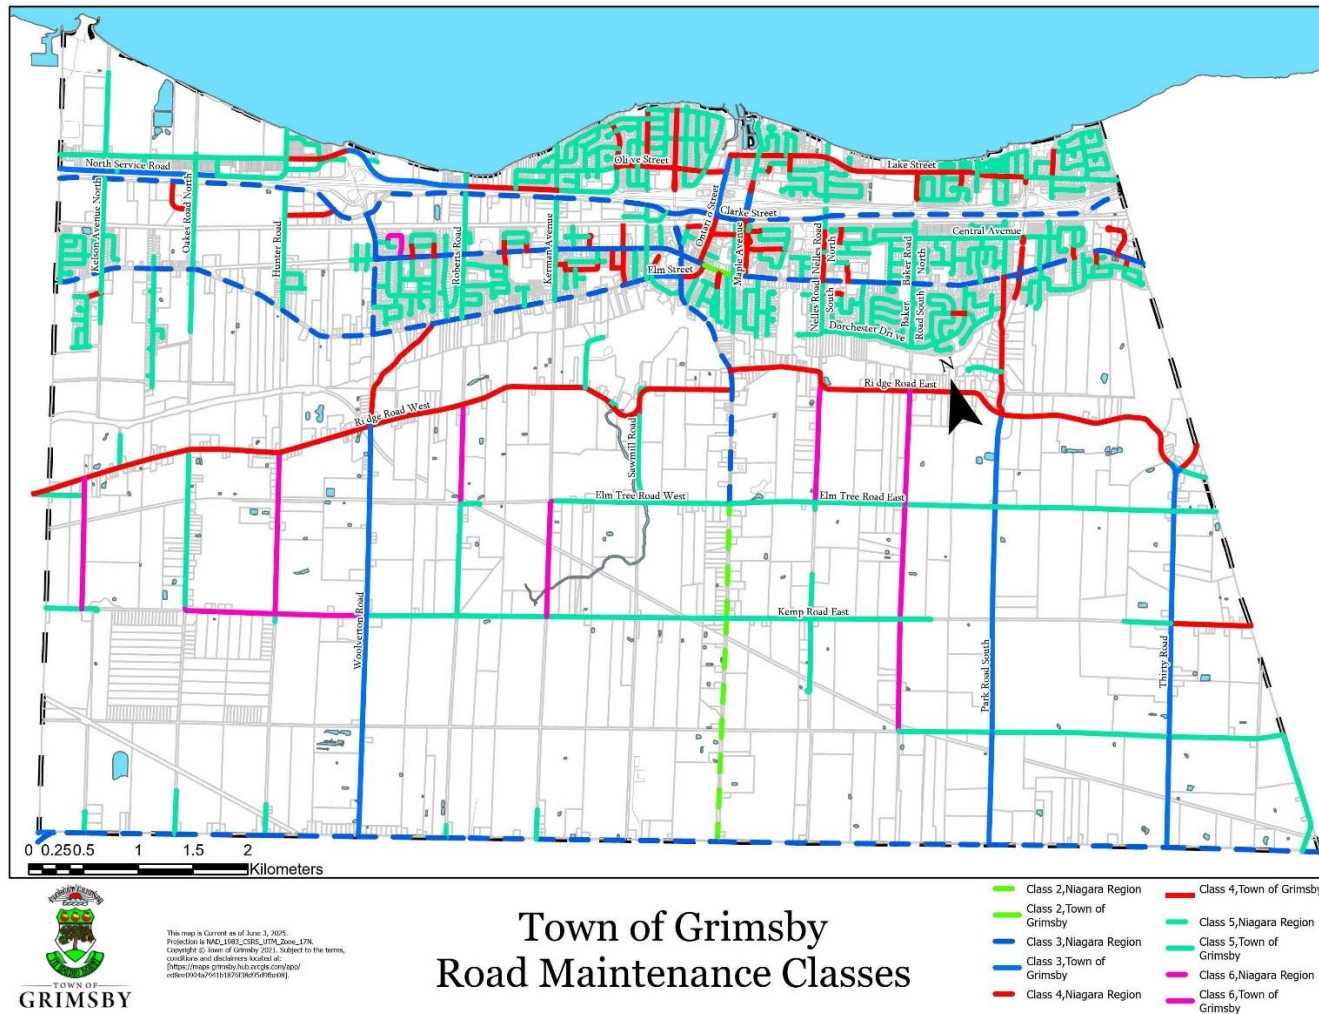 North Service Road
Olive Street
Lake Street
Kelson Avenue North
Oakes Road North
Hunter Road
Roberts Road
Kerman Avenue
Ontario Street
Clarke Street
Central Avenue
Elm Street
Maple Avenue
Nelles Road
North
Nelles Road
South
Baker Road
North
Baker
Road South
Dorchester Drive
N
Ridge Road West
Ridge Road East
Sawmill Road
Elm Tree Road West
Elm Tree Road East
Woolverton Road
Kemp Road East
Park Road South
Thirty Road
0 0.25 0.5 1 1.5 2
Kilometers
TOWN OF
GRIMSBY
This map is Current as of June 3, 2025.
Projection is NAD_1983_CSRS_UTM_Zone_17N.
Copyright © Town of Grimsby 2021. Subject to the terms,
conditions and disclaimers located at:
Town of Grimsby
Road Maintenance Classes
Class 2,Niagara Region
Class 2,Town of
Grimsby
Class 3,Niagara Region
Class 3,Town of
Grimsby
Class 4,Niagara Region
Class 4,Town of Grimsby
Class 5,Niagara Region
Class 5,Town of
Grimsby
Class 6,Niagara Region
Class 6,Town of
Grimsby